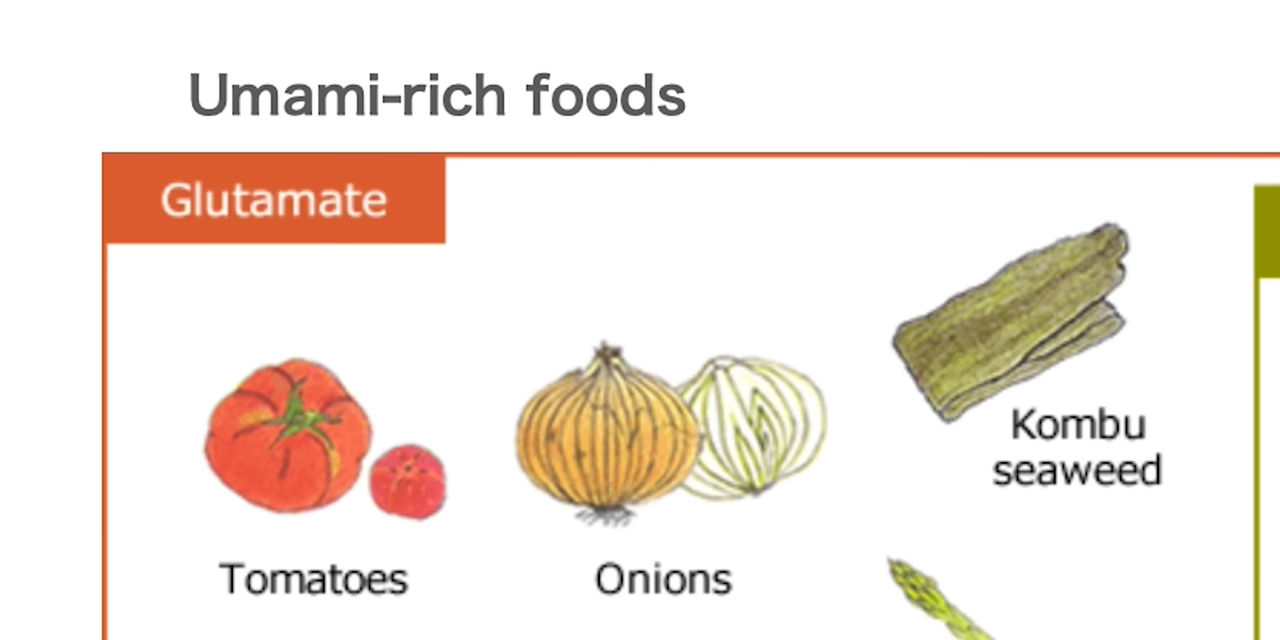 Umami-rich foods
Glutamate
Kombu
seaweed
Tomatoes
Onions